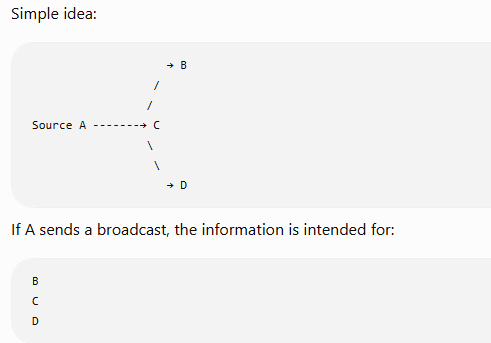 Simple idea:
→ B
/
/
Source A -------→ C
\
\
→ D
If A sends a broadcast, the information is intended for:
B
C
D